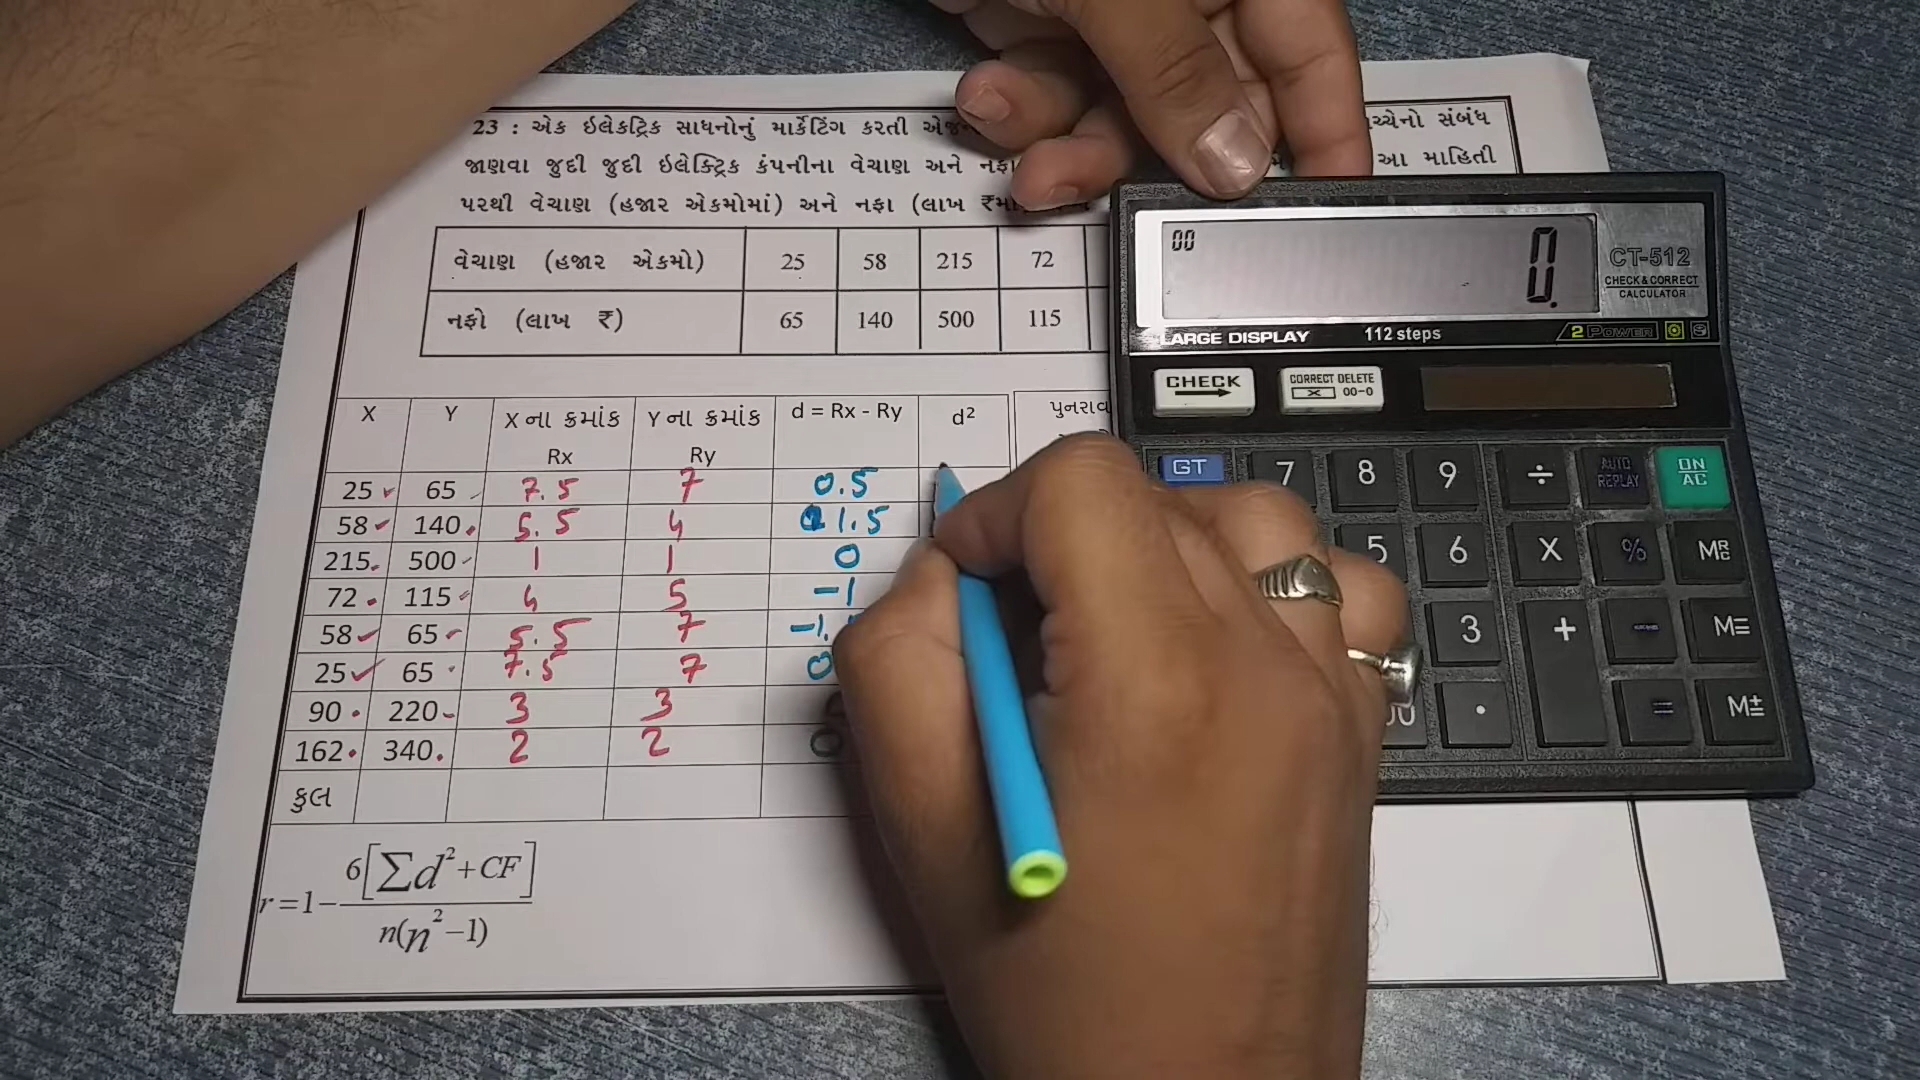 23 : એક ઇલેક્ટ્રિક સાધનોનું માર્કેટિંગ કરતી સંબંધ
જાણવા જુદી જુદી ઇલેક્ટ્રિક કંપનીના વેચાણ અને આ માહિતી
પરથી વેચાણ (હજાર એકમોમાં) અને નફા (લાખ
વેચાણ (હજાર એકમો) 25 58 215 72
નફો (લાખ ₹) 65 140 500 115
X Y X ના ક્રમાંક Rx Y ના ક્રમાંક Ry d = Rx - Ry d²
25 65 7.5 7 0.5
58 140 5.5 4 1.5
215 500 1 1 0
72 115 4 5 -1
58 65 5.5 7
25 65 7.5 7
90 220 3 3
162 340 2 2
કુલ
r=1-6[∑d²+CF]/n(n²-1)
00 0.
CT-512
CHECK & CORRECT
CALCULATOR
LARGE DISPLAY 112 steps 2 POWER
CHECK CORRECT DELETE
X 00-0
GT 7 8 9 ÷ AUTO REPLAY ON/AC
5 6 X % MRC
3 + M=
. = M±